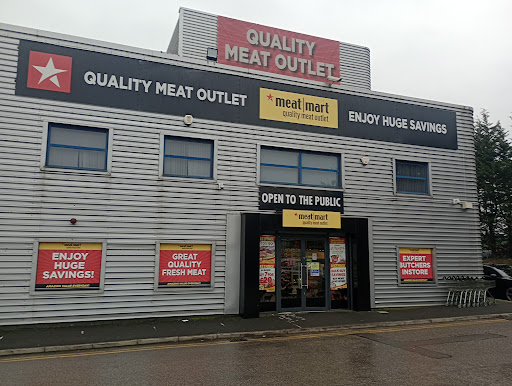 QUALITY
MEAT OUTLET
QUALITY MEAT OUTLET
meat mart
quality meat outlet
ENJOY HUGE SAVINGS
OPEN TO THE PUBLIC
meat mart
quality meat outlet
ENJOY
HUGE
SAVINGS!
GREAT
QUALITY
FRESH MEAT
EXPERT
BUTCHERS
INSTORE